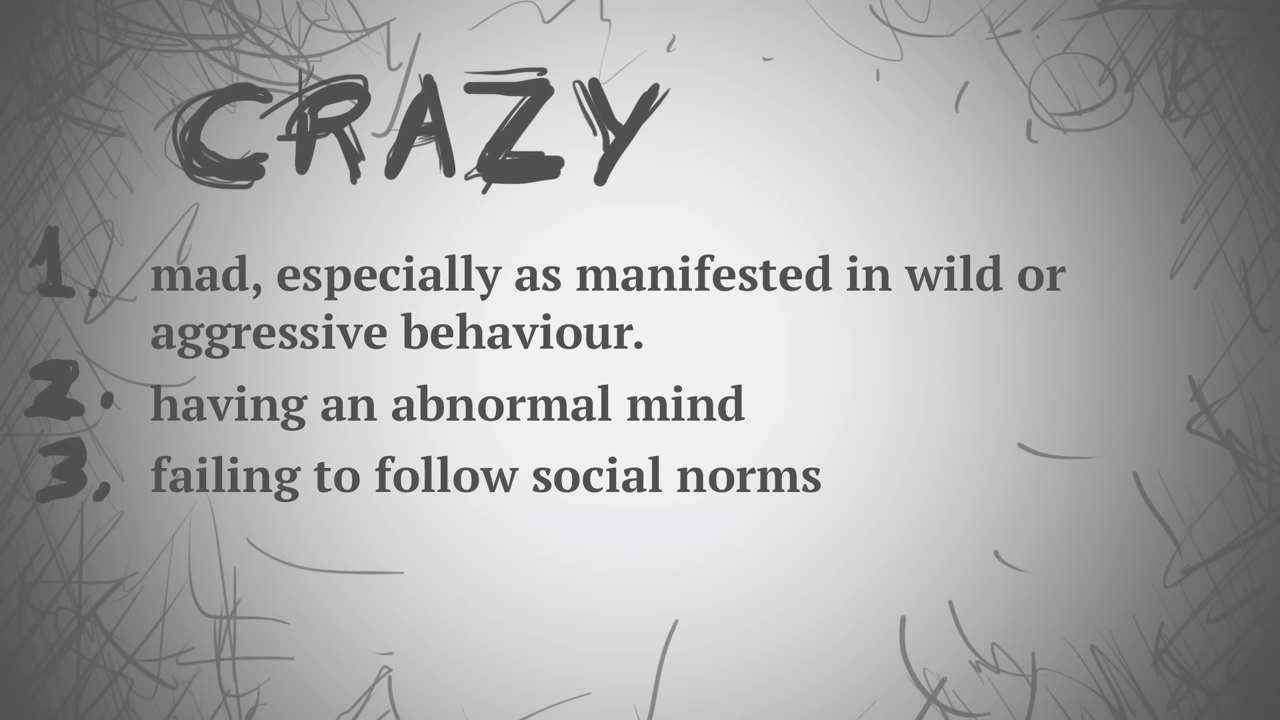 CRAZY
1. mad, especially as manifested in wild or
aggressive behaviour.
2. having an abnormal mind
3. failing to follow social norms